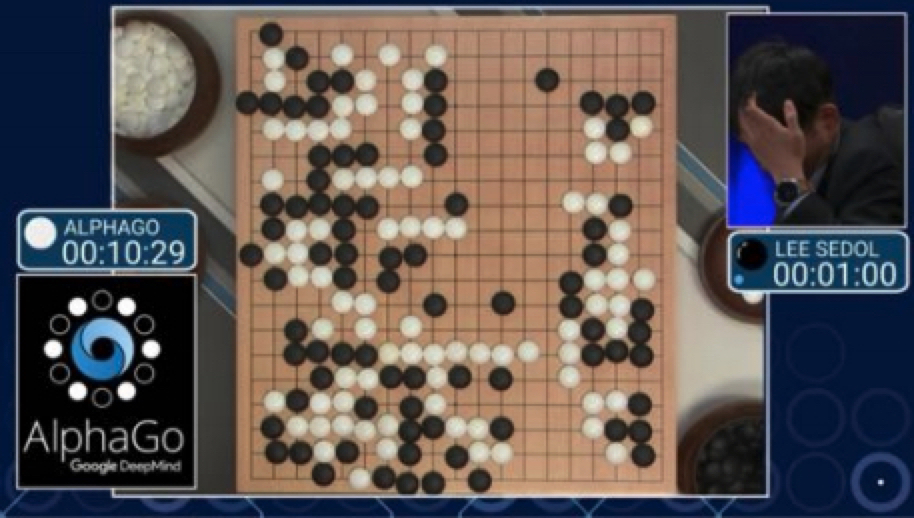 ALPHAGO
00:10:29
AlphaGo
Google DeepMind
LEE SEDOL
00:01:00